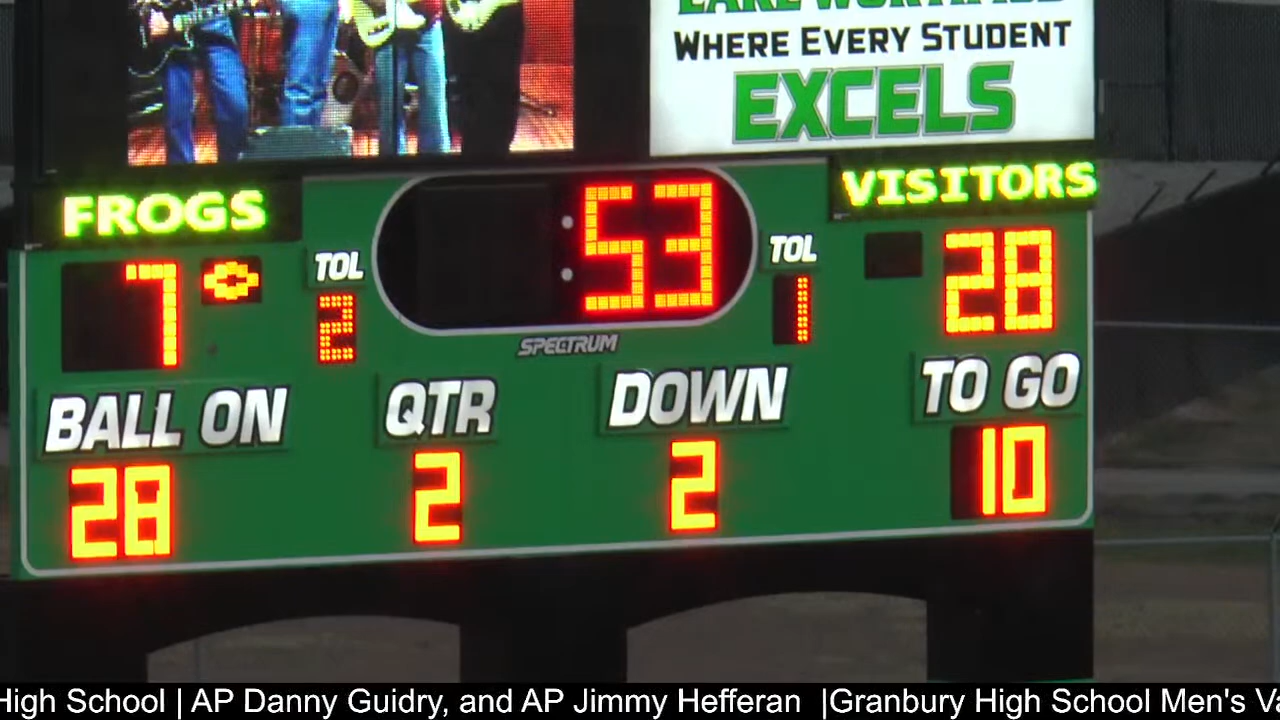 WHERE EVERY STUDENT
EXCELS
FROGS
VISITORS
: 53
7
TOL
2
TOL
1
28
SPECTRUM
BALL ON
QTR
DOWN
TO GO
28
2
2
10
High School | AP Danny Guidry, and AP Jimmy Hefferan |Granbury High School Men's Va